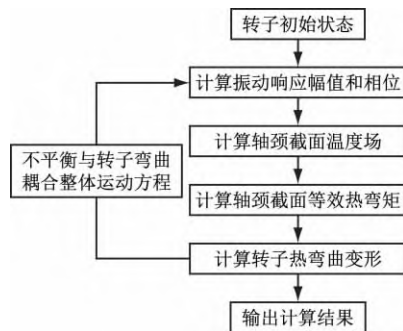 转子初始状态
计算振动响应幅值和相位
计算轴颈截面温度场
不平衡与转子弯曲
耦合整体运动方程
计算轴颈截面等效热弯矩
计算转子热弯曲变形
输出计算结果